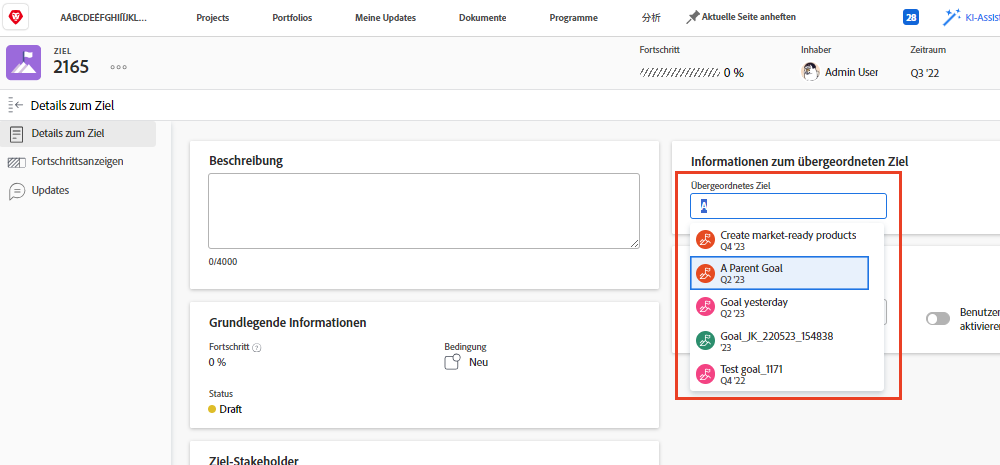 AÁBCDEÉFGHIÍJKL... Projects Portfolios Meine Updates Dokumente Programme 分析 Aktuelle Seite anheften 28 KI-Assis
ZIEL
2165
Fortschritt
0 %
Inhaber
Admin User
Zeitraum
Q3 '22
Details zum Ziel
Details zum Ziel
Fortschrittsanzeigen
Updates
Beschreibung
0/4000
Grundlegende Informationen
Fortschritt
0 %
Bedingung
Neu
Status
Draft
Ziel-Stakeholder
Informationen zum übergeordneten Ziel
Übergeordnetes Ziel
Create market-ready products
Q4 '23
A Parent Goal
Q2 '23
Goal yesterday
Q2 '23
Goal_JK_220523_154838
'23
Test goal_1171
Q4 '22
Benutzer
aktivieren